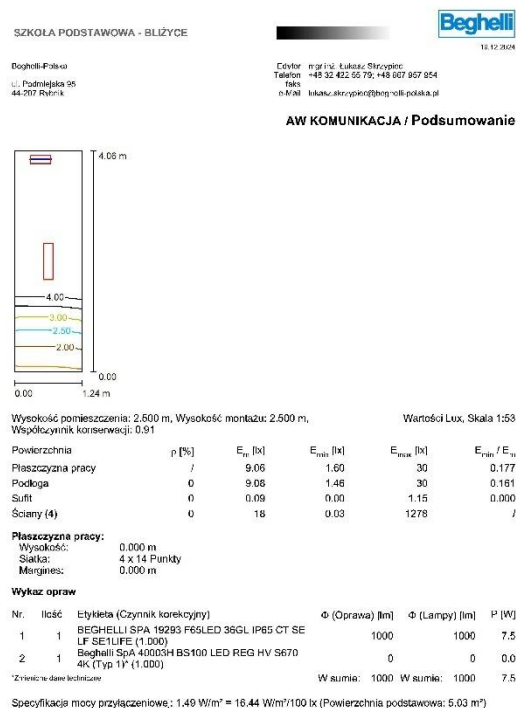 Beghelli
SZKOŁA PODSTAWOWA - BLIŻYCE
18.12.2024
Beghelli-Polska
ul. Podmiejska 95
44-207 Rybnik
Edytor mgr inż. Łukasz Skrzypiec
Telefon +48 32 422 55 79; +48 667 957 954
faks
e-Mail lukasz.skrzypiec@beghelli-polska.pl
AW KOMUNIKACJA / Podsumowanie
4.06 m
4.00
3.00
2.50
2.00
0.00
0.00 1.24 m
Wysokość pomieszczenia: 2.500 m, Wysokość montażu: 2.500 m,
Współczynnik konserwacji: 0.91
Wartości Lux, Skala 1:53
Powierzchnia ρ [%] Em [lx] Emin [lx] Emax [lx] Emin / Em
Płaszczyzna pracy / 9.06 1.60 30 0.177
Podłoga 0 9.08 1.46 30 0.161
Sufit 0 0.09 0.00 1.15 0.000
Ściany (4) 0 18 0.03 1278 /
Płaszczyzna pracy:
Wysokość: 0.000 m
Siatka: 4 x 14 Punkty
Margines: 0.000 m
Wykaz opraw
Nr. Ilość Etykieta (Czynnik korekcyjny) Φ (Oprawa) [lm] Φ (Lampy) [lm] P [W]
1 1 BEGHELLI SPA 19293 F65LED 36GL IP65 CT SE
LF SE1LIFE (1.000) 1000 1000 7.5
2 1 Beghelli SpA 40003H BS100 LED REG HV S670
4K (Typ 1)* (1.000) 0 0 0.0
*Zmienione dane techniczne W sumie: 1000 W sumie: 1000 7.5
Specyfikacja mocy przyłączeniowej: 1.49 W/m² = 16.44 W/m²/100 lx (Powierzchnia podstawowa: 5.03 m²)